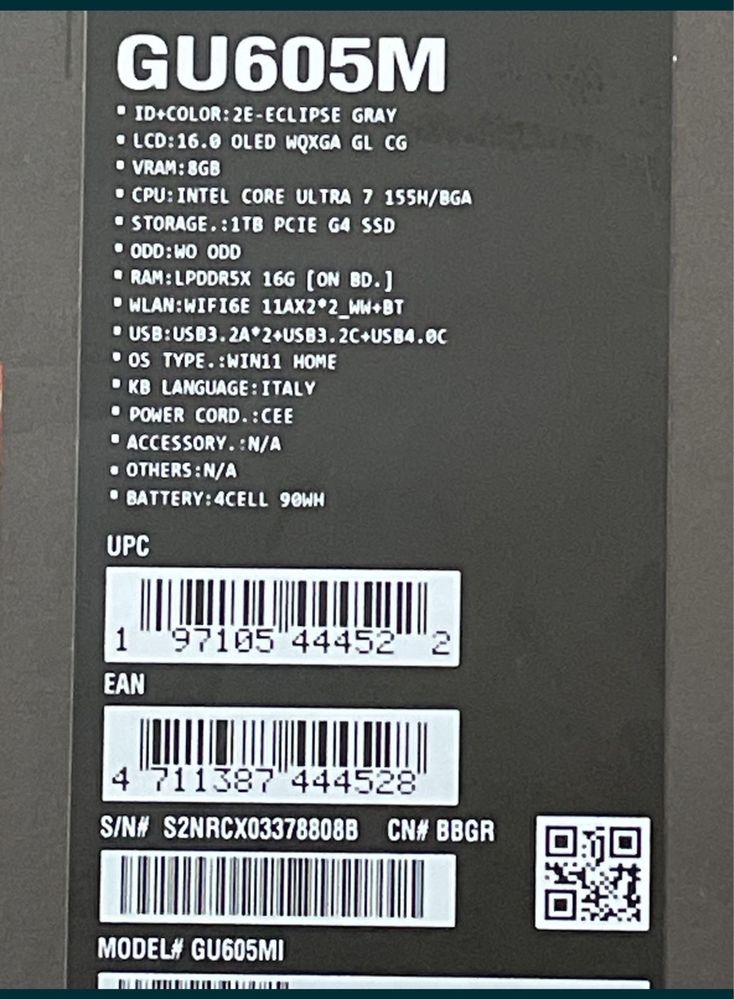 GU605M
▪ ID+COLOR:2E-ECLIPSE GRAY
▪ LCD:16.0 OLED WQXGA GL CG
▪ VRAM:8GB
▪ CPU:INTEL CORE ULTRA 7 155H/BGA
▪ STORAGE.:1TB PCIE G4 SSD
▪ ODD:WO ODD
▪ RAM:LPDDR5X 16G [ON BD.]
▪ WLAN:WIFI6E 11AX2*2_WW+BT
▪ USB:USB3.2A*2+USB3.2C+USB4.0C
▪ OS TYPE.:WIN11 HOME
▪ KB LANGUAGE:ITALY
▪ POWER CORD.:CEE
▪ ACCESSORY.:N/A
▪ OTHERS:N/A
▪ BATTERY:4CELL 90WH
UPC
1 97105 44452 2
EAN
4 711387 444528
S/N# S2NRCX03378808B CN# BBGR
MODEL# GU605MI